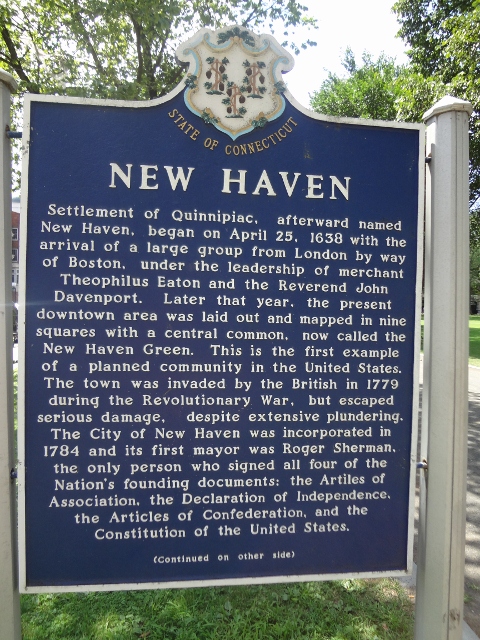 STATE OF CONNECTICUT
NEW HAVEN
Settlement of Quinnipiac, afterward named
New Haven, began on April 25, 1638 with the
arrival of a large group from London by way
of Boston, under the leadership of merchant
Theophilus Eaton and the Reverend John
Davenport. Later that year, the present
downtown area was laid out and mapped in nine
squares with a central common, now called the
New Haven Green. This is the first example
of a planned community in the United States.
The town was invaded by the British in 1779
during the Revolutionary War, but escaped
serious damage, despite extensive plundering.
The City of New Haven was incorporated in
1784 and its first mayor was Roger Sherman,
the only person who signed all four of the
Nation's founding documents: the Artiles of
Association, the Declaration of Independence,
the Articles of Confederation, and the
Constitution of the United States.
(Continued on other side)